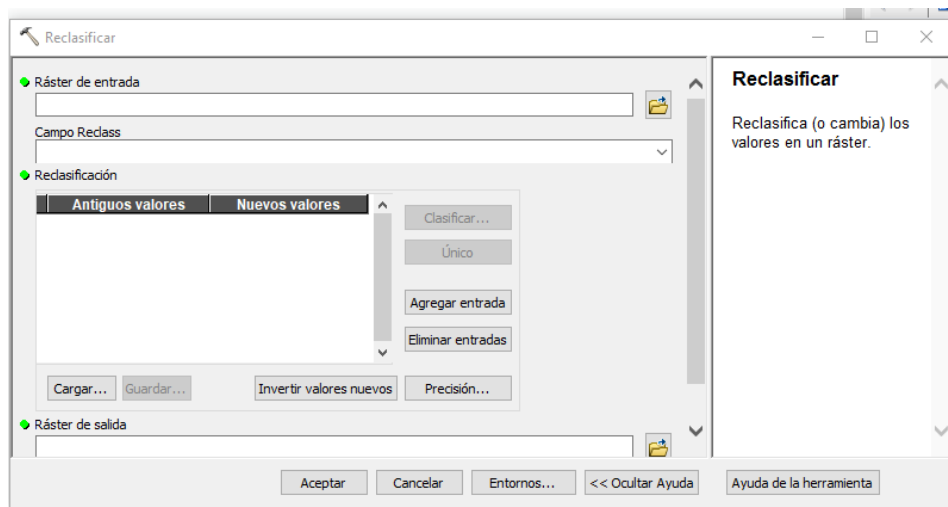 Reclasificar
Ráster de entrada
Campo Reclass
Reclasificación
Antiguos valores Nuevos valores
Clasificar...
Único
Agregar entrada
Eliminar entradas
Cargar... Guardar... Invertir valores nuevos Precisión...
Ráster de salida
Aceptar Cancelar Entornos... << Ocultar Ayuda
Reclasificar
Reclasifica (o cambia) los
valores en un ráster.
Ayuda de la herramienta